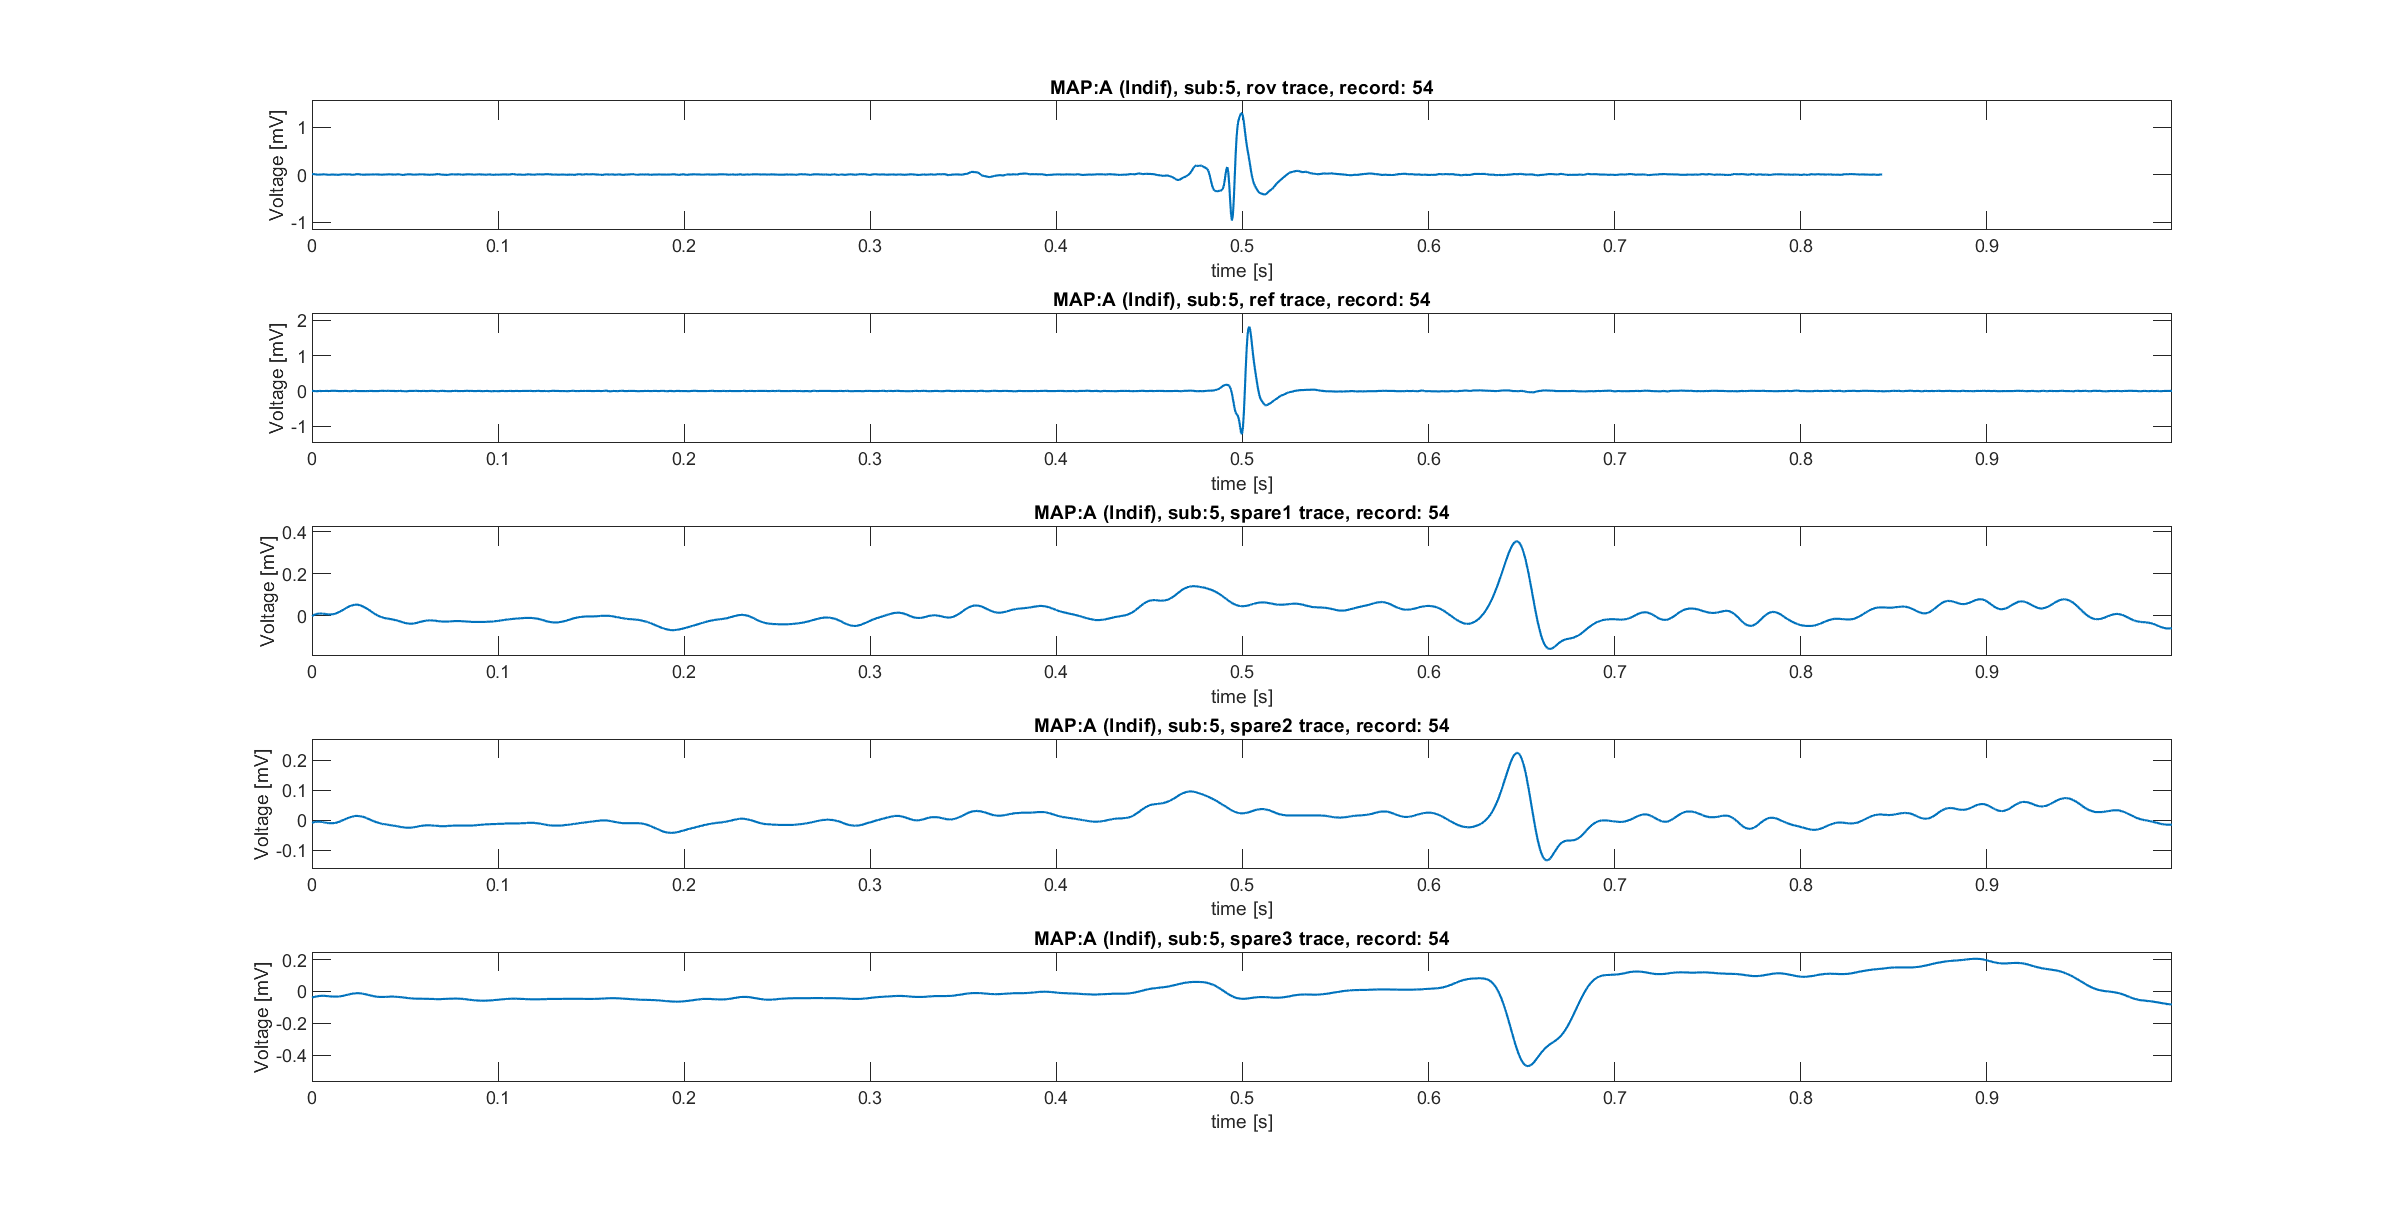 MAP:A (Indif), sub:5, rov trace, record: 54
Voltage [mV]
1
0
-1
0 0.1 0.2 0.3 0.4 0.5 0.6 0.7 0.8 0.9
time [s]
MAP:A (Indif), sub:5, ref trace, record: 54
Voltage [mV]
2
1
0
-1
0 0.1 0.2 0.3 0.4 0.5 0.6 0.7 0.8 0.9
time [s]
MAP:A (Indif), sub:5, spare1 trace, record: 54
Voltage [mV]
0.4
0.2
0
0 0.1 0.2 0.3 0.4 0.5 0.6 0.7 0.8 0.9
time [s]
MAP:A (Indif), sub:5, spare2 trace, record: 54
Voltage [mV]
0.2
0.1
0
-0.1
0 0.1 0.2 0.3 0.4 0.5 0.6 0.7 0.8 0.9
time [s]
MAP:A (Indif), sub:5, spare3 trace, record: 54
Voltage [mV]
0.2
0
-0.2
-0.4
0 0.1 0.2 0.3 0.4 0.5 0.6 0.7 0.8 0.9
time [s]